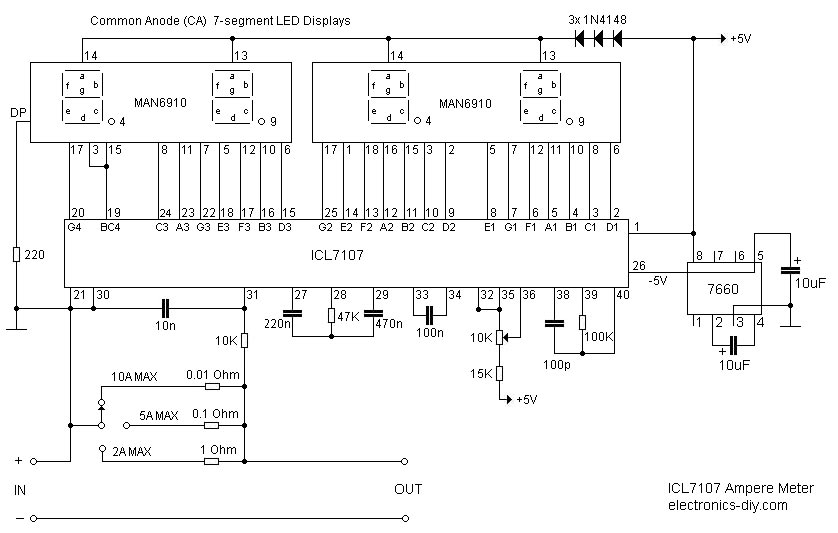 Common Anode (CA) 7-segment LED Displays
3x 1N4148
+5V
14 13 14 13
a a a a
f g b f g b f g b f g b
MAN6910 MAN6910
e d c 4 e d c 9 e d c 4 e d c 9
DP
17 3 15 8 11 7 5 12 10 6 17 1 18 16 15 3 2 5 7 12 11 10 8 6
20 19 24 23 22 18 17 16 15 25 14 13 12 11 10 9 8 7 6 5 4 3 2
G4 BC4 C3 A3 G3 E3 F3 B3 D3 G2 E2 F2 A2 B2 C2 D2 E1 G1 F1 A1 B1 C1 D1
1
220
ICL7107
26
-5V
8 7 6 5
7660
1 2 3 4
+
10uF
21 30 31 27 28 29 33 34 32 35 36 38 39 40
10n
220n
47K
470n
100n
10K
100K
100p
+
10uF
10K
15K
+5V
10A MAX 0.01 Ohm
5A MAX 0.1 Ohm
2A MAX 1 Ohm
+
IN
OUT
–
ICL7107 Ampere Meter
electronics-diy.com